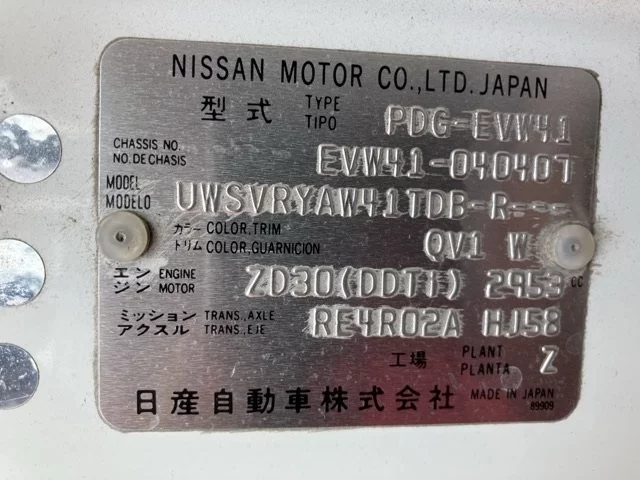 NISSAN MOTOR CO.,LTD. JAPAN
型式 TYPE TIPO PDG-EVW41
CHASSIS NO. NO. DE CHASIS EVW41-040407
MODEL MODELO UWSVRYAW41TDB-R---
カラー COLOR, TRIM トリム COLOR, GUARNICION QV1 W
エンジン ENGINE MOTOR ZD30(DDTi) 2953 CC
ミッション TRANS., AXLE アクスル TRANS., EJE RE4R02A HJ58
工場 PLANT PLANTA Z
日産自動車株式会社 MADE IN JAPAN
89909